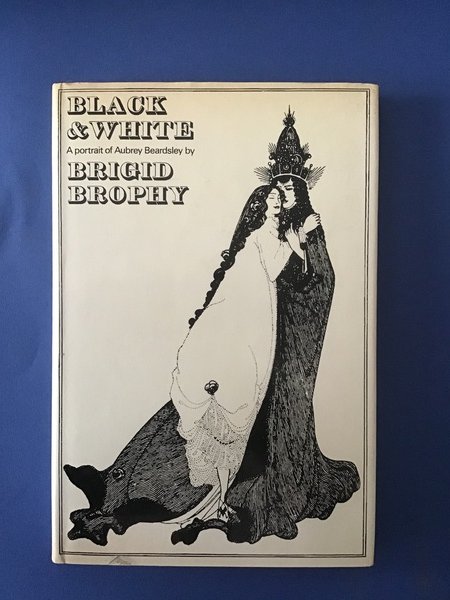 BLACK
& WHITE
A portrait of Aubrey Beardsley by
BRIGID
BROPHY